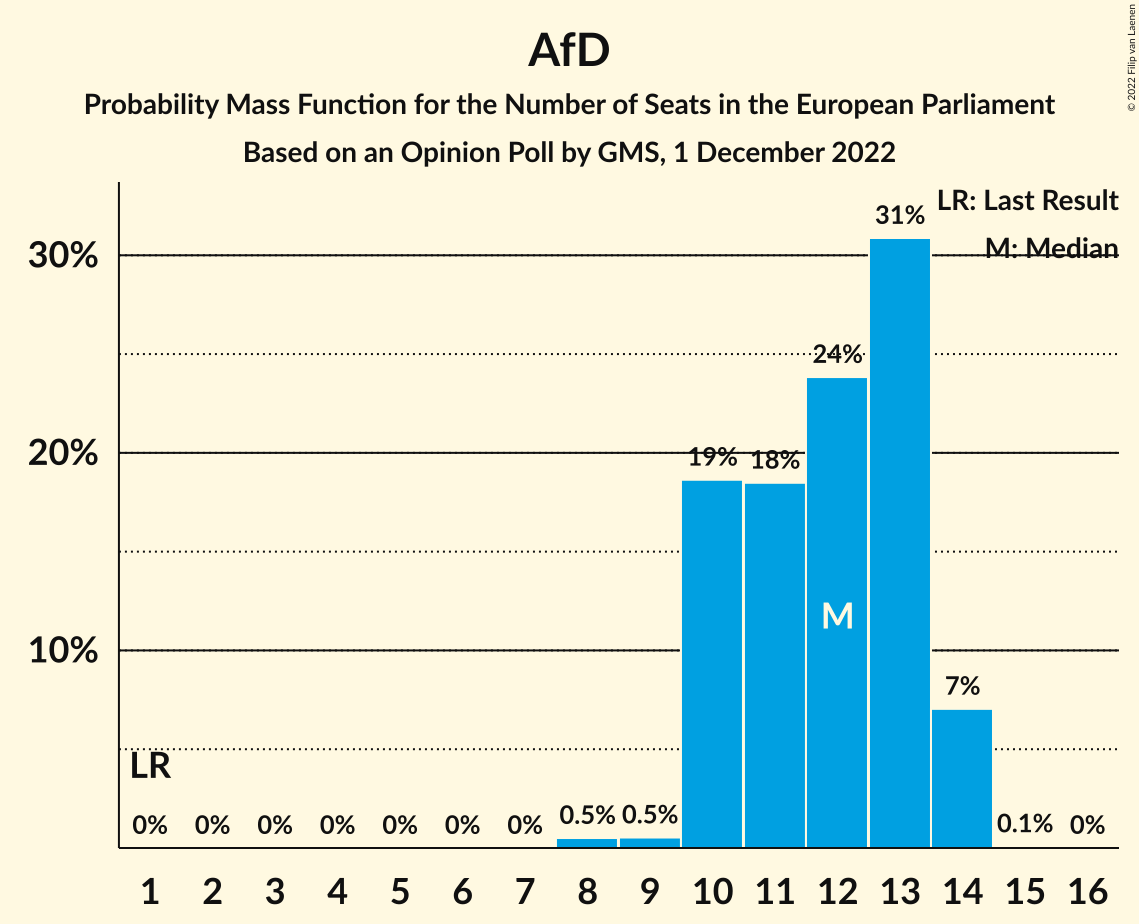 AfD
Probability Mass Function for the Number of Seats in the European Parliament
Based on an Opinion Poll by GMS, 1 December 2022
© 2022 Filip van Laenen
LR: Last Result
M: Median
30%
20%
10%
31%
24%
19%
18%
7%
M
LR
0%
0%
0%
0%
0%
0%
0%
0.5%
0.5%
0.1%
0%
1 2 3 4 5 6 7 8 9 10 11 12 13 14 15 16